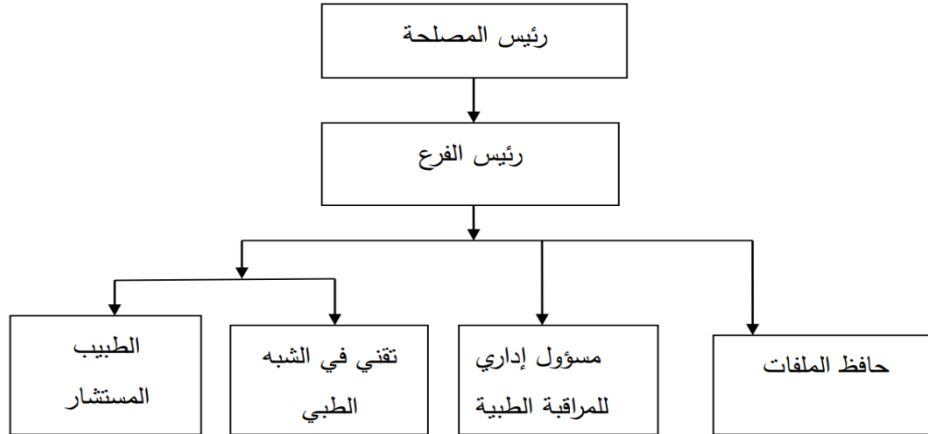 رئيس المصلحة
رئيس الفرع
الطبيب
المستشار
تقني في الشبه
الطبي
مسؤول إداري
للمراقبة الطبية
حافظ الملفات